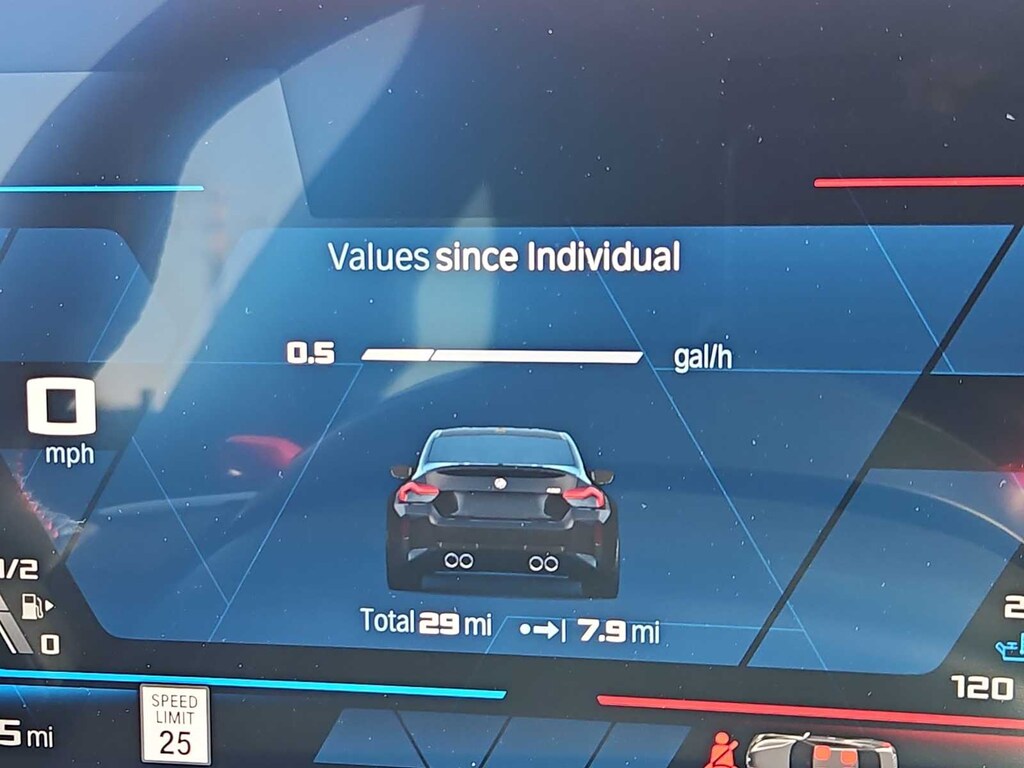 Values since Individual
0.5 gal/h
0
mph
1/2
0
Total 29 mi 7.9 mi
120
SPEED
LIMIT
25
mi